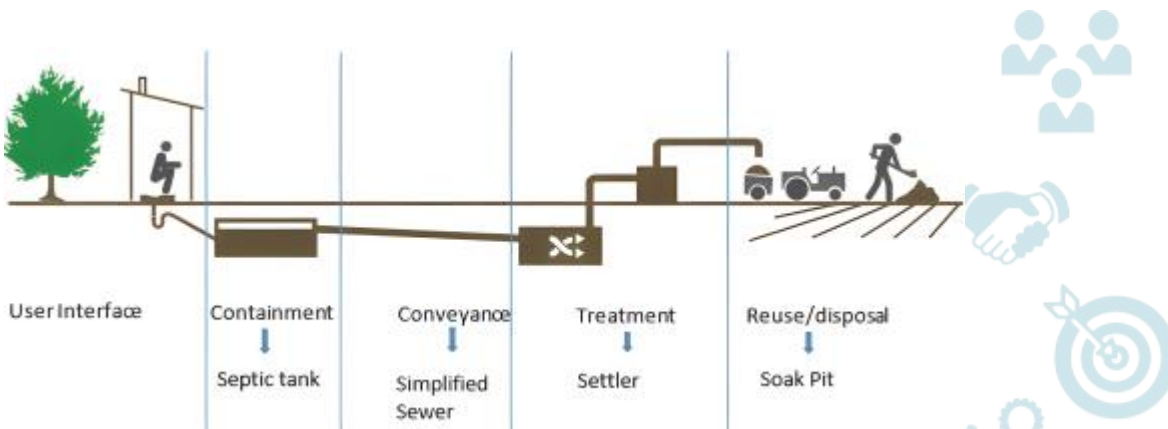 User Interface
Containment
Conveyance
Treatment
Reuse/disposal
Septic tank
Simplified
Sewer
Settler
Soak Pit